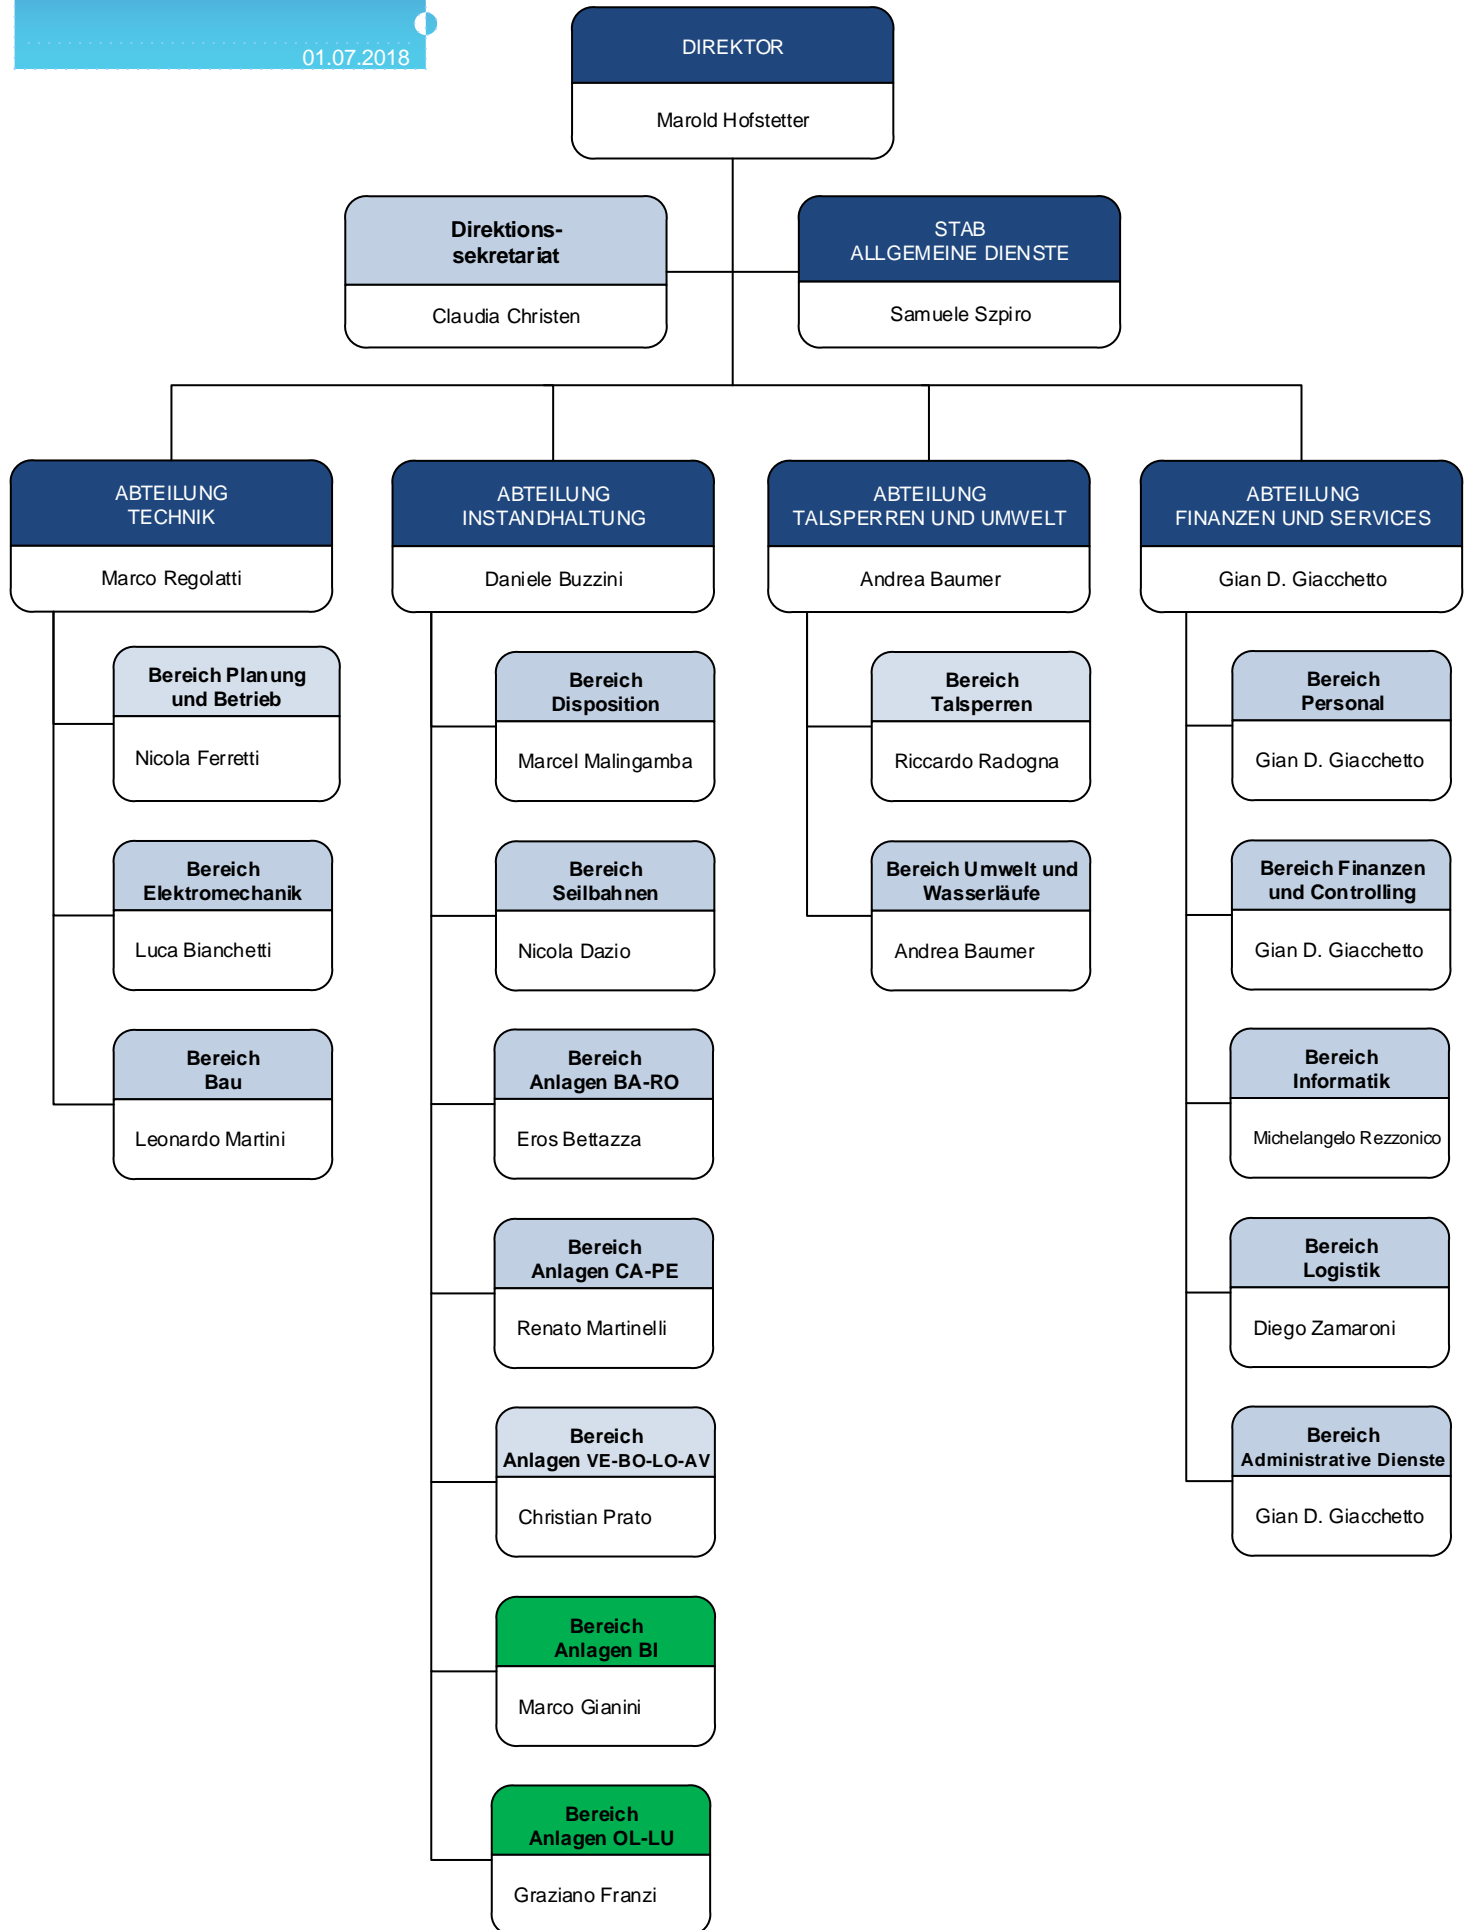 01.07.2018
DIREKTOR
Marold Hofstetter
Direktions-
sekretariat
Claudia Christen
STAB
ALLGEMEINE DIENSTE
Samuele Szpiro
ABTEILUNG
TECHNIK
Marco Regolatti
Bereich Planung
und Betrieb
Nicola Ferretti
Bereich
Elektromechanik
Luca Bianchetti
Bereich
Bau
Leonardo Martini
ABTEILUNG
INSTANDHALTUNG
Daniele Buzzini
Bereich
Disposition
Marcel Malingamba
Bereich
Seilbahnen
Nicola Dazio
Bereich
Anlagen BA-RO
Eros Bettazza
Bereich
Anlagen CA-PE
Renato Martinelli
Bereich
Anlagen VE-BO-LO-AV
Christian Prato
Bereich
Anlagen BI
Marco Gianini
Bereich
Anlagen OL-LU
Graziano Franzi
ABTEILUNG
TALSPERREN UND UMWELT
Andrea Baumer
Bereich
Talsperren
Riccardo Radogna
Bereich Umwelt und
Wasserläufe
Andrea Baumer
ABTEILUNG
FINANZEN UND SERVICES
Gian D. Giacchetto
Bereich
Personal
Gian D. Giacchetto
Bereich Finanzen
und Controlling
Gian D. Giacchetto
Bereich
Informatik
Michelangelo Rezzonico
Bereich
Logistik
Diego Zamaroni
Bereich
Administrative Dienste
Gian D. Giacchetto